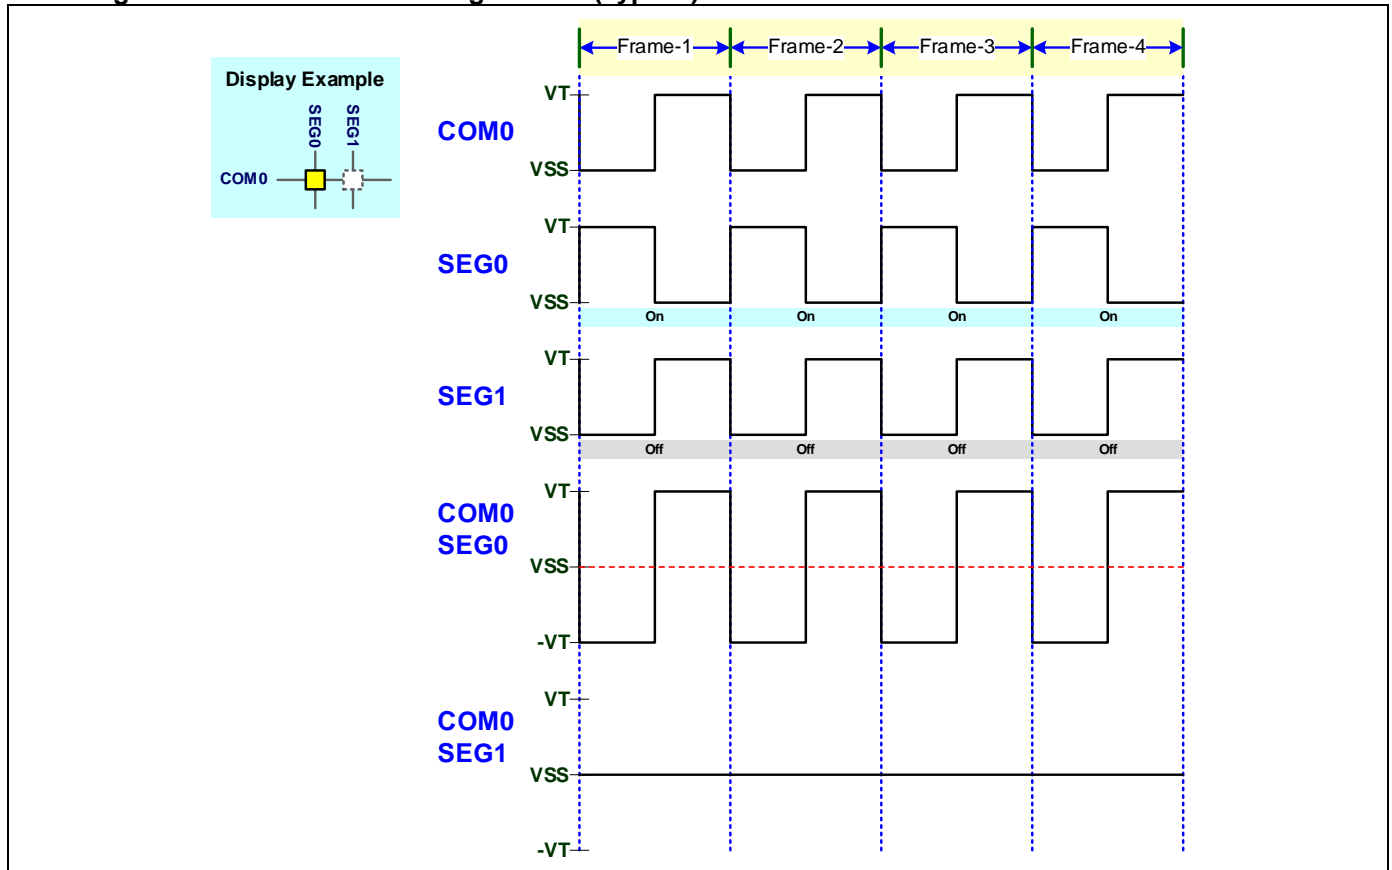 Frame-1 Frame-2 Frame-3 Frame-4
Display Example
SEG0 SEG1
COM0
VT
COM0
VSS
VT
SEG0
VSS
On On On On
VT
SEG1
VSS
Off Off Off Off
VT
COM0
SEG0
VSS
-VT
VT
COM0
SEG1
VSS
-VT